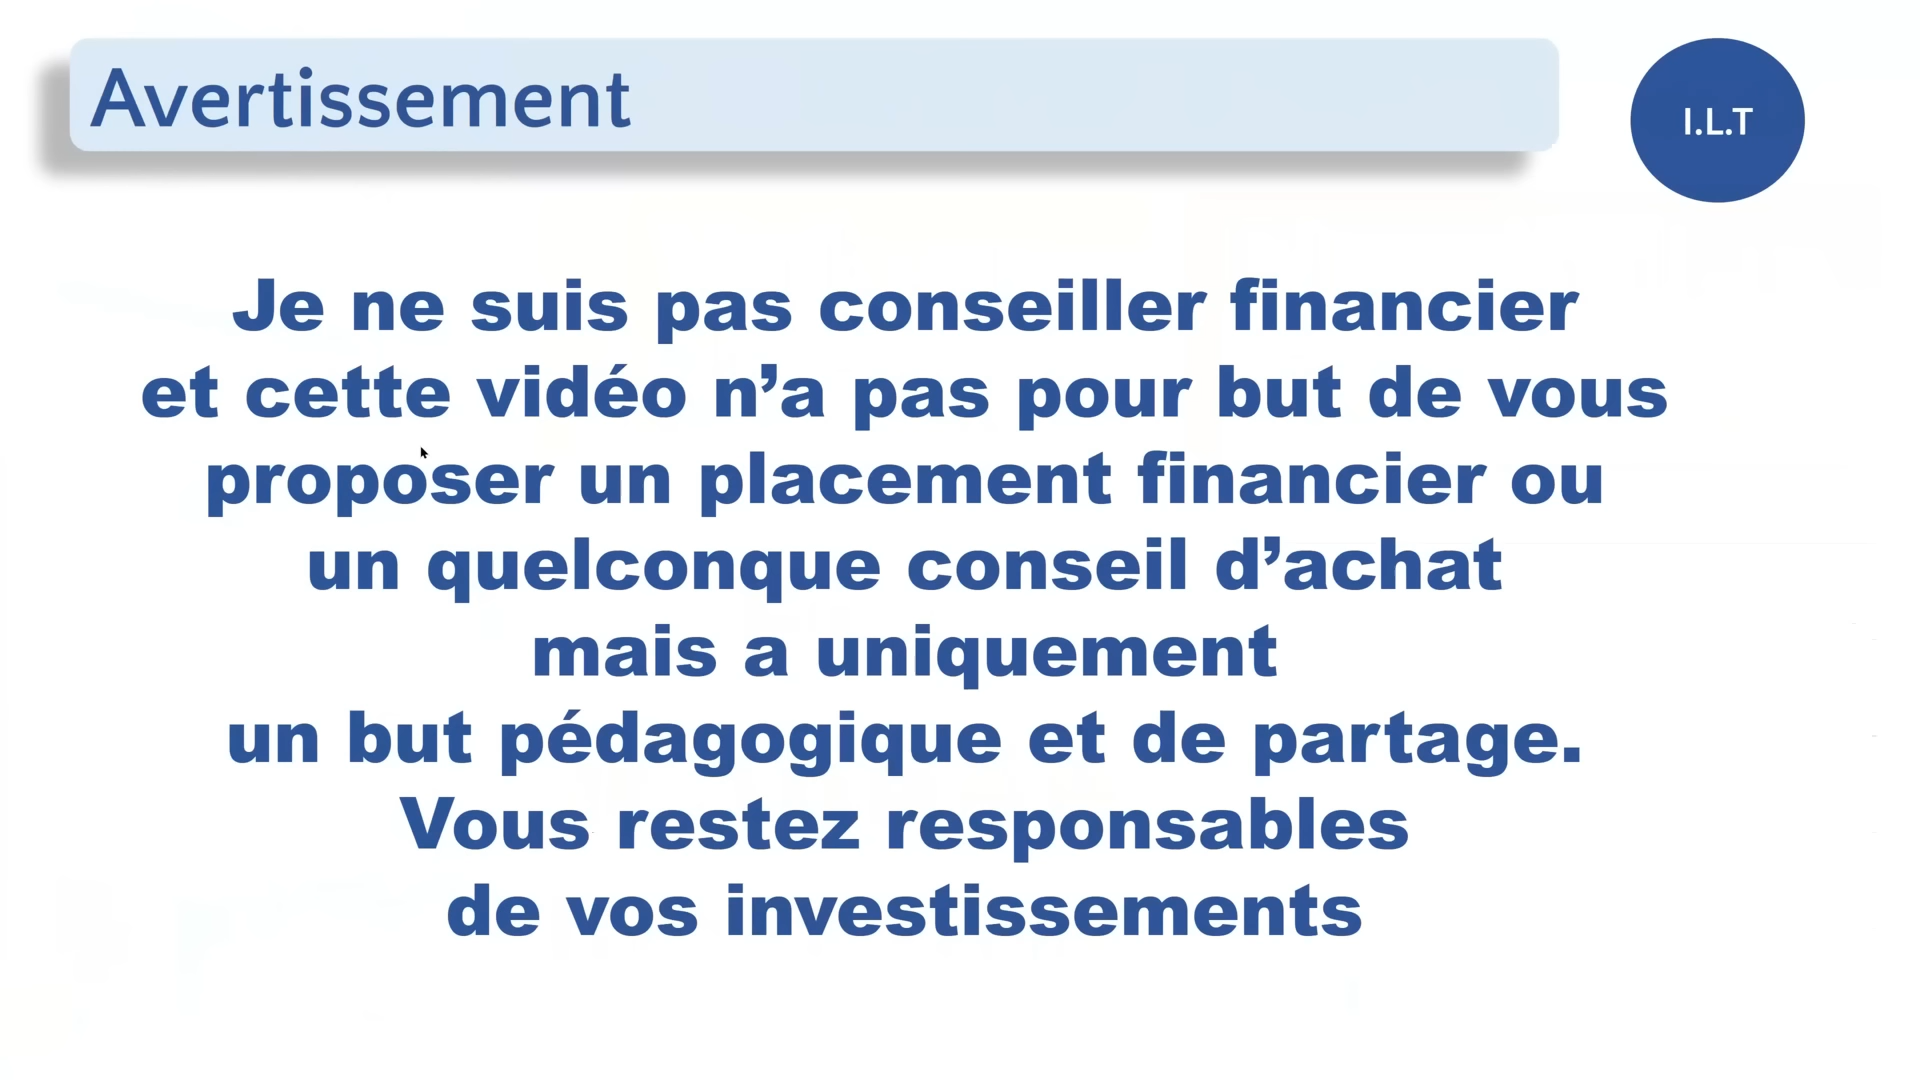 Avertissement
I.L.T
Je ne suis pas conseiller financier
et cette vidéo n’a pas pour but de vous
proposer un placement financier ou
un quelconque conseil d’achat
mais a uniquement
un but pédagogique et de partage.
Vous restez responsables
de vos investissements